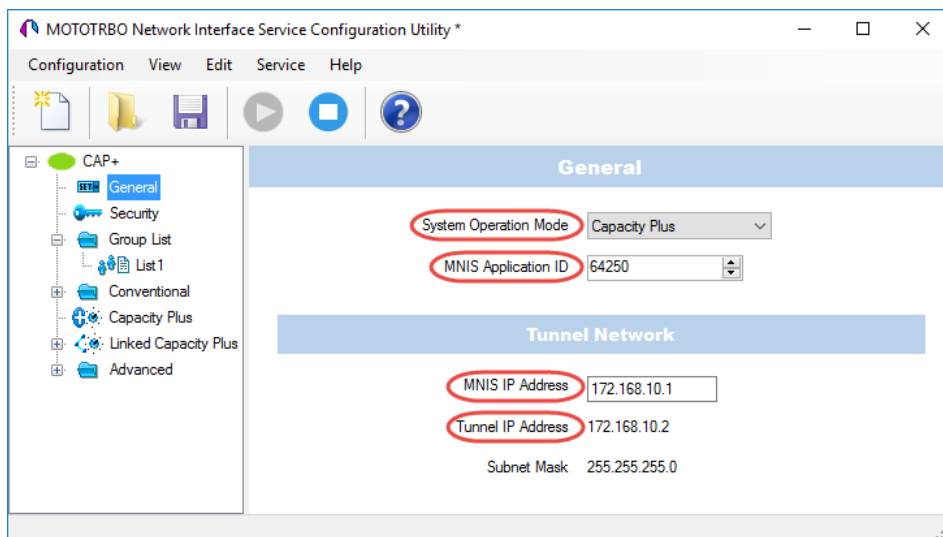 MOTOTRBO Network Interface Service Configuration Utility *
Configuration View Edit Service Help
CAP+
General
Security
Group List
List1
Conventional
Capacity Plus
Linked Capacity Plus
Advanced
General
System Operation Mode Capacity Plus
MNIS Application ID 64250
Tunnel Network
MNIS IP Address 172.168.10.1
Tunnel IP Address 172.168.10.2
Subnet Mask 255.255.255.0